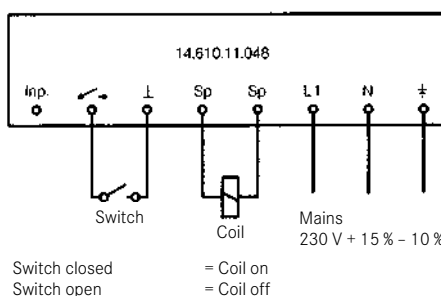 14.610.11.048
Inp. ⊥ Sp Sp L1 N ⏚
Switch
Coil
Mains
230 V + 15 % – 10 %
Switch closed = Coil on
Switch open = Coil off